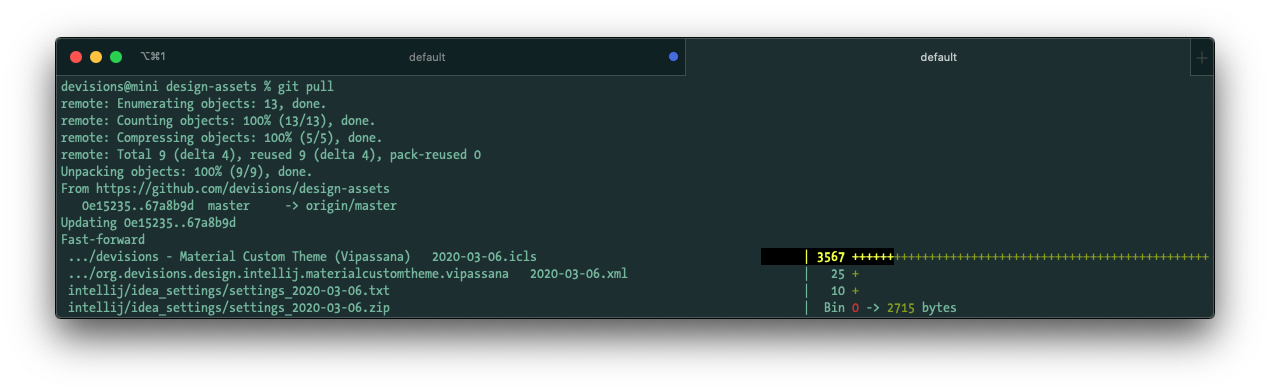 ⌥⌘1 default default +
devisions@mini design-assets % git pull
remote: Enumerating objects: 13, done.
remote: Counting objects: 100% (13/13), done.
remote: Compressing objects: 100% (5/5), done.
remote: Total 9 (delta 4), reused 9 (delta 4), pack-reused 0
Unpacking objects: 100% (9/9), done.
From https://github.com/devisions/design-assets
   0e15235..67a8b9d  master     -> origin/master
Updating 0e15235..67a8b9d
Fast-forward
 .../devisions - Material Custom Theme (Vipassana)   2020-03-06.icls | 3567 +++++++++++++++++++++++++++++++++++++++++++++++++++
 .../org.devisions.design.intellij.materialcustomtheme.vipassana   2020-03-06.xml |   25 +
 intellij/idea_settings/settings_2020-03-06.txt |   10 +
 intellij/idea_settings/settings_2020-03-06.zip |  Bin 0 -> 2715 bytes